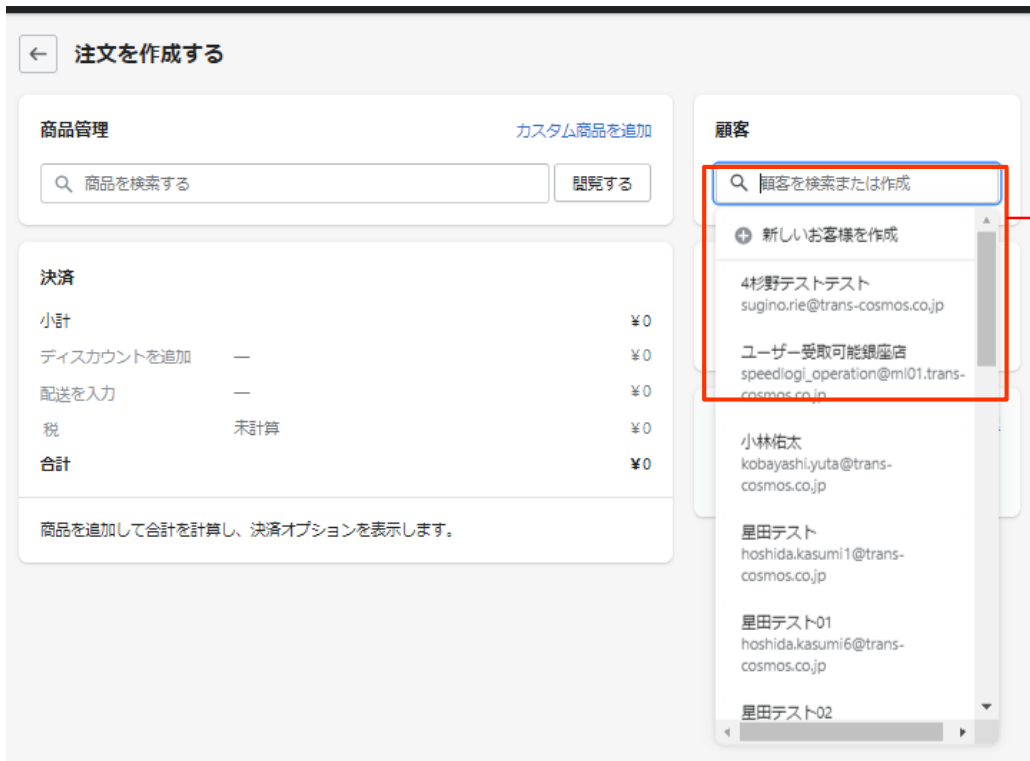 注文を作成する
商品管理
カスタム商品を追加
商品を検索する
閲覧する
決済
小計 ¥0
ディスカウントを追加 — ¥0
配送を入力 — ¥0
税 未計算 ¥0
合計 ¥0
商品を追加して合計を計算し、決済オプションを表示します。
顧客
顧客を検索または作成
新しいお客様を作成
4杉野テストテスト
sugino.rie@trans-cosmos.co.jp
ユーザー受取可能銀座店
speedlogi_operation@ml01.trans-
cosmos.co.jp
小林佑太
kobayashi.yuta@trans-
cosmos.co.jp
星田テスト
hoshida.kasumi1@trans-
cosmos.co.jp
星田テスト01
hoshida.kasumi6@trans-
cosmos.co.jp
星田テスト02